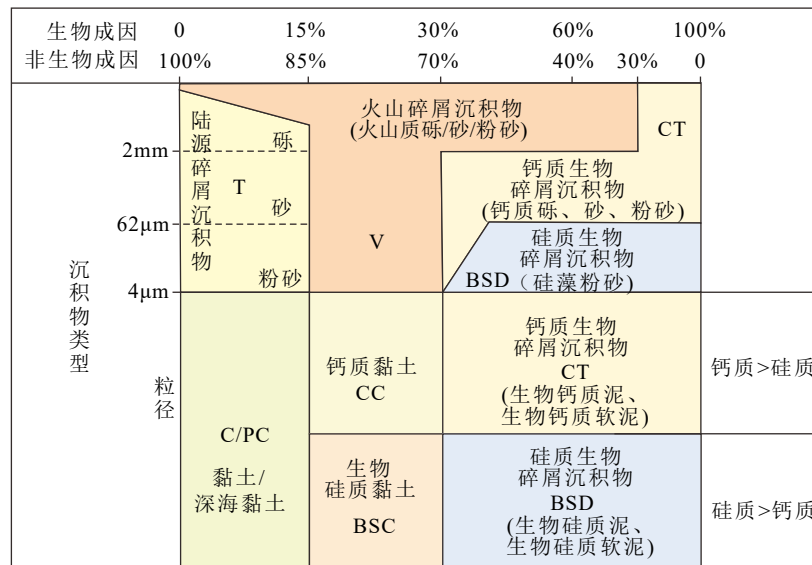 生物成因 0 15% 30% 60% 100%
非生物成因 100% 85% 70% 40% 30% 0
火山碎屑沉积物
(火山质砾/砂/粉砂)
CT
陆源碎屑沉积物
砾
2mm
T
砂
62μm
粉砂
4μm
V
钙质生物
碎屑沉积物
(钙质砾、砂、粉砂)
硅质生物
碎屑沉积物
BSD（硅藻粉砂）
沉积物类型
粒径
C/PC
黏土/
深海黏土
钙质黏土
CC
钙质生物
碎屑沉积物
CT
(生物钙质泥、
生物钙质软泥)
钙质>硅质
生物
硅质黏土
BSC
硅质生物
碎屑沉积物
BSD
(生物硅质泥、
生物硅质软泥)
硅质>钙质